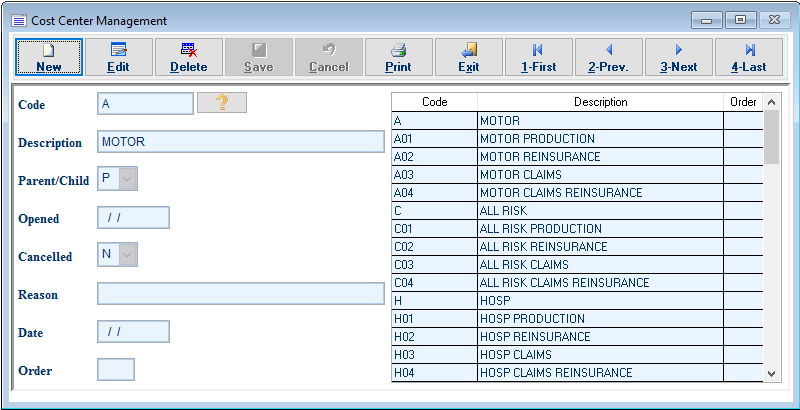 Cost Center Management
New Edit Delete Save Cancel Print Exit 1-First 2-Prev. 3-Next 4-Last
Code A ?
Description MOTOR
Parent/Child P
Opened / /
Cancelled N
Reason
Date / /
Order
Code Description Order
A MOTOR
A01 MOTOR PRODUCTION
A02 MOTOR REINSURANCE
A03 MOTOR CLAIMS
A04 MOTOR CLAIMS REINSURANCE
C ALL RISK
C01 ALL RISK PRODUCTION
C02 ALL RISK REINSURANCE
C03 ALL RISK CLAIMS
C04 ALL RISK CLAIMS REINSURANCE
H HOSP
H01 HOSP PRODUCTION
H02 HOSP REINSURANCE
H03 HOSP CLAIMS
H04 HOSP CLAIMS REINSURANCE